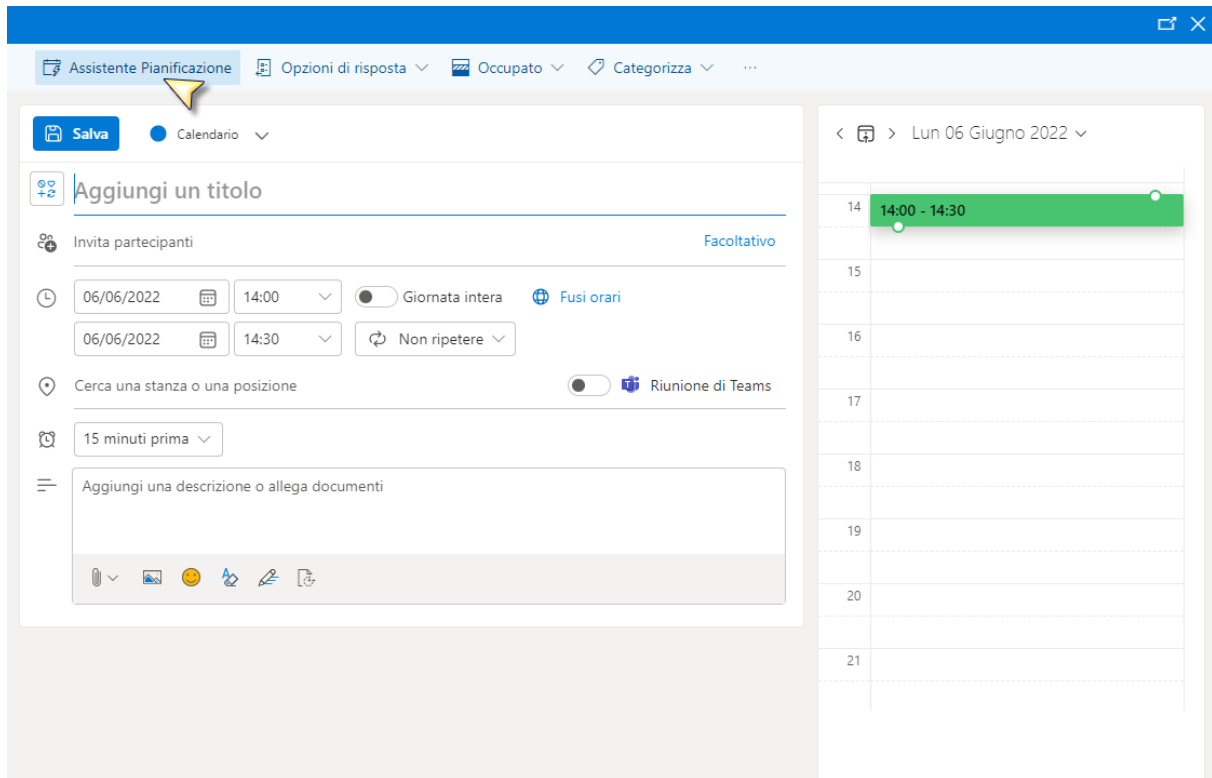 Assistente Pianificazione Opzioni di risposta Occupato Categorizza ...
Salva Calendario
Lun 06 Giugno 2022
Aggiungi un titolo
Invita partecipanti Facoltativo
06/06/2022 14:00 Giornata intera Fusi orari
06/06/2022 14:30 Non ripetere
Cerca una stanza o una posizione Riunione di Teams
15 minuti prima
Aggiungi una descrizione o allega documenti
14 14:00 - 14:30
15
16
17
18
19
20
21